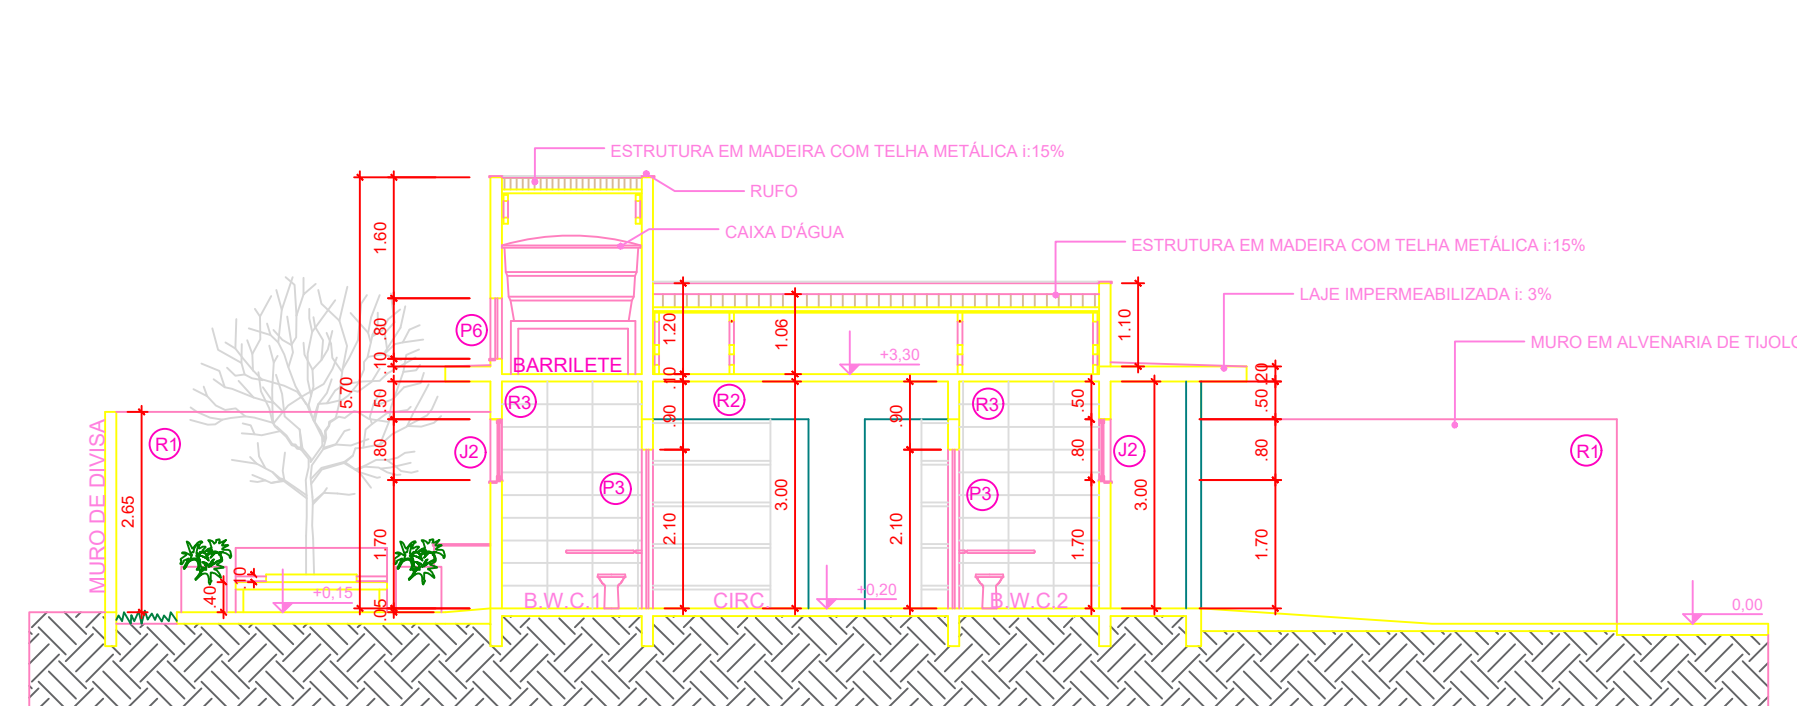 ESTRUTURA EM MADEIRA COM TELHA METÁLICA i:15%
RUFO
CAIXA D'ÁGUA
ESTRUTURA EM MADEIRA COM TELHA METÁLICA i:15%
LAJE IMPERMEABILIZADA i: 3%
MURO EM ALVENARIA DE TIJOLO
1.60
.80
.10
.50
.80
1.70
.05
5.70
P6
BARRILETE
1.20
1.06
+3,30
1.10
.20
.10
R3
R2
R3
.90
.90
.50
.50
MURO DE DIVISA
R1
2.65
J2
P3
P3
J2
R1
.80
.80
2.10
3.00
2.10
3.00
1.70
1.70
.10
.40
+0,15
B.W.C.1
CIRC.
+0,20
B.W.C.2
0,00